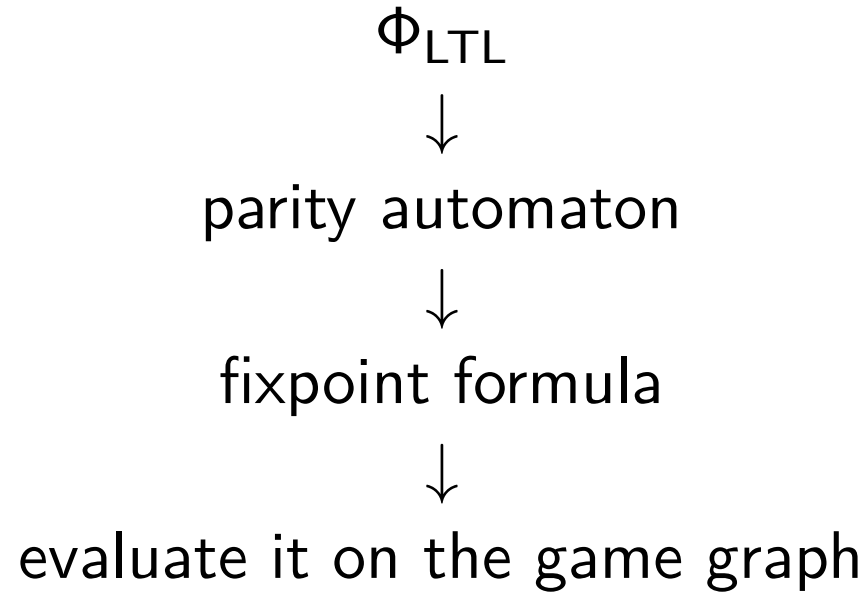 Φ_LTL
↓
parity automaton
↓
fixpoint formula
↓
evaluate it on the game graph